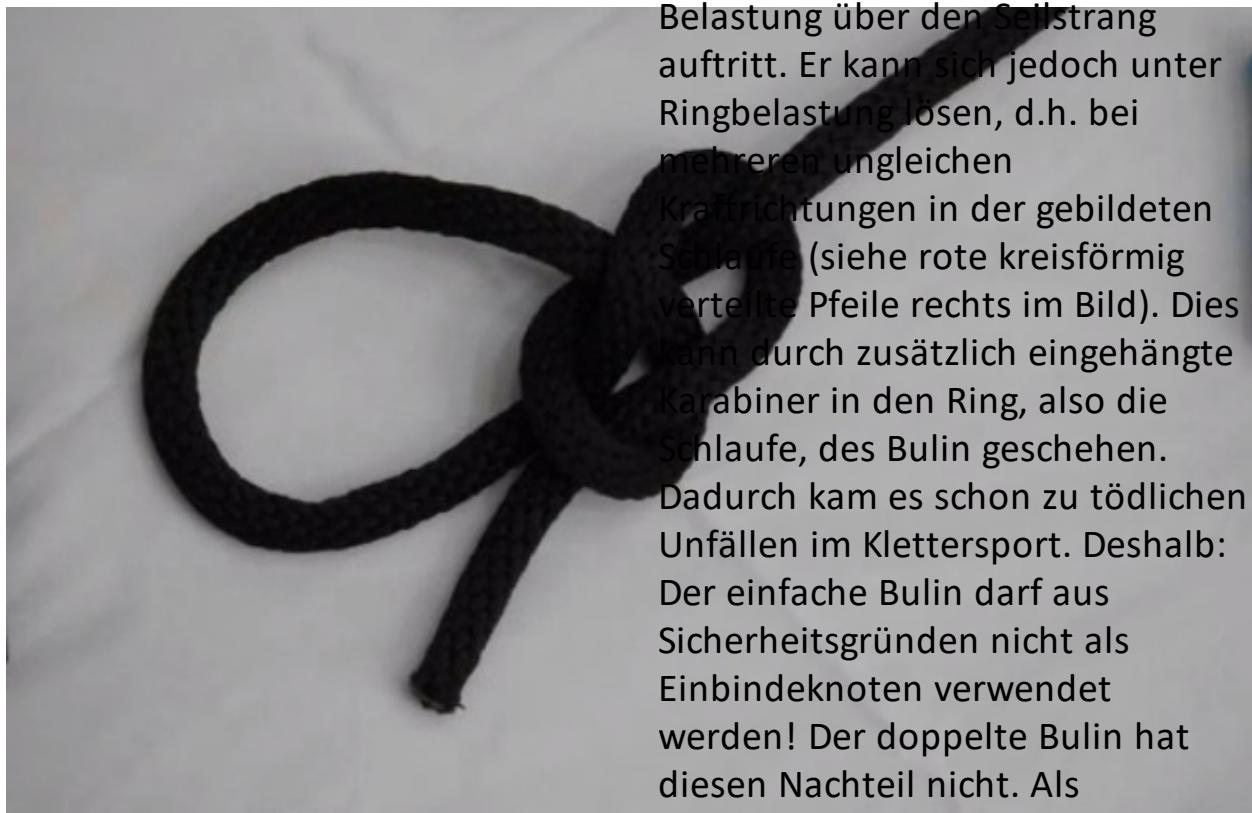 Belastung über den Seilstrang
auftritt. Er kann sich jedoch unter
Ringbelastung lösen, d.h. bei
mehreren ungleichen
Kraftrichtungen in der gebildeten
Schlaufe (siehe rote kreisförmig
verteilte Pfeile rechts im Bild). Dies
kann durch zusätzlich eingehängte
Karabiner in den Ring, also die
Schlaufe, des Bulin geschehen.
Dadurch kam es schon zu tödlichen
Unfällen im Klettersport. Deshalb:
Der einfache Bulin darf aus
Sicherheitsgründen nicht als
Einbindeknoten verwendet
werden! Der doppelte Bulin hat
diesen Nachteil nicht. Als